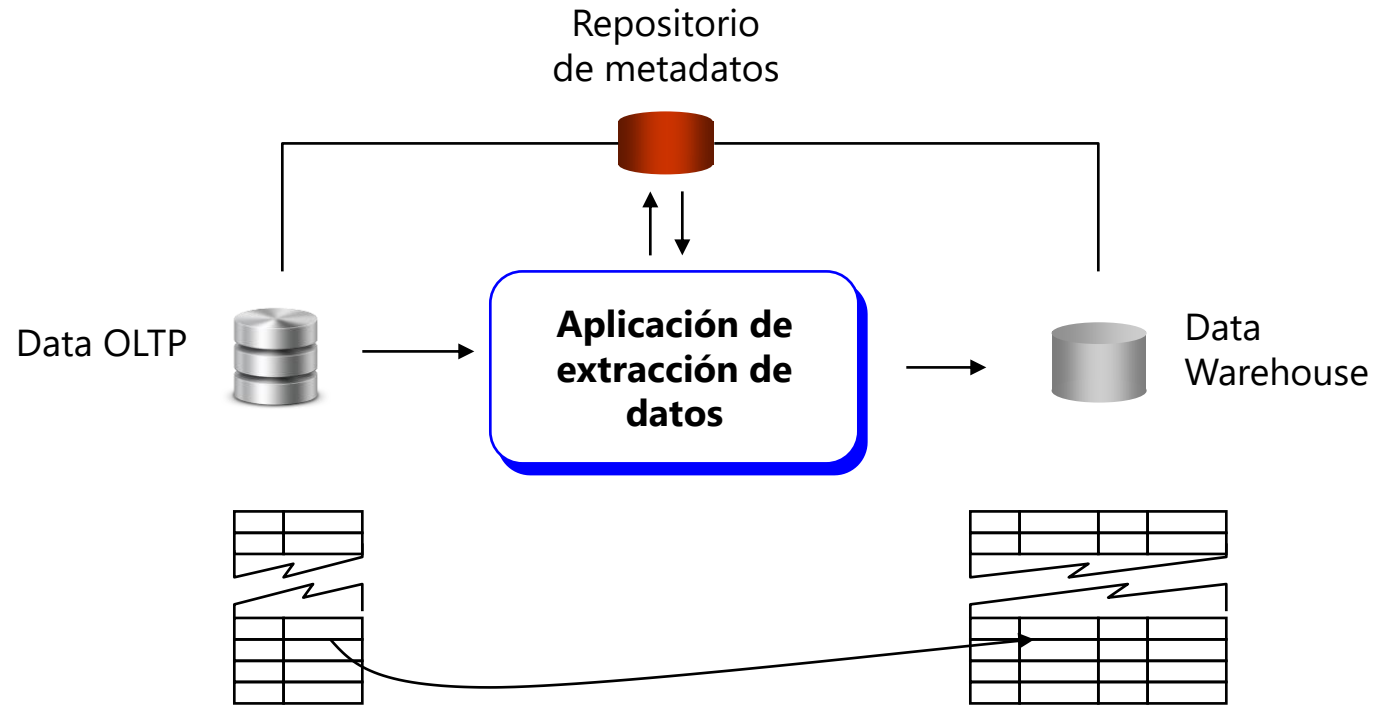 Repositorio
de metadatos
Data OLTP
Aplicación de
extracción de
datos
Data
Warehouse